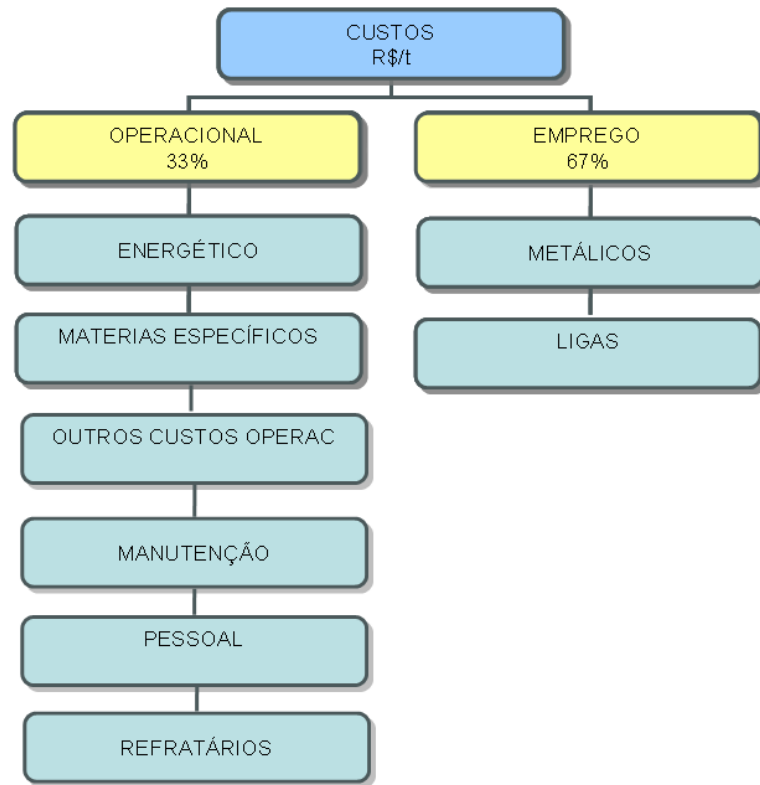 CUSTOS
R$/t
OPERACIONAL
33%
EMPREGO
67%
ENERGÉTICO
METÁLICOS
MATERIAS ESPECÍFICOS
LIGAS
OUTROS CUSTOS OPERAC
MANUTENÇÃO
PESSOAL
REFRATÁRIOS